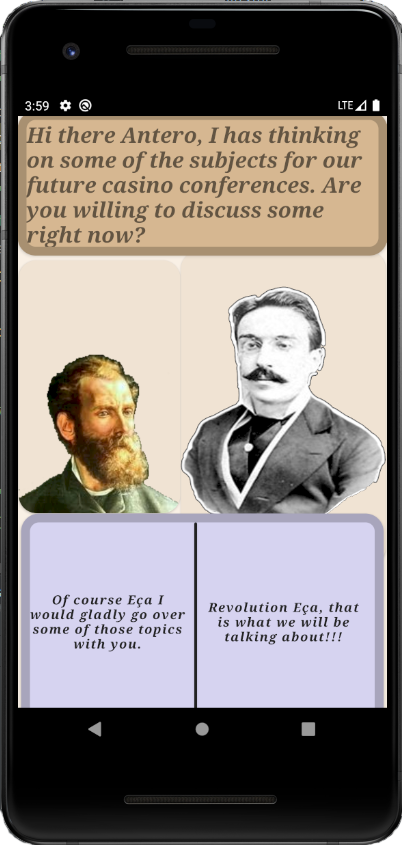 3:59
LTE
Hi there Antero, I has thinking
on some of the subjects for our
future casino conferences. Are
you willing to discuss some
right now?
Of course Eça I
would gladly go over
some of those topics
with you.
Revolution Eça, that
is what we will be
talking about!!!